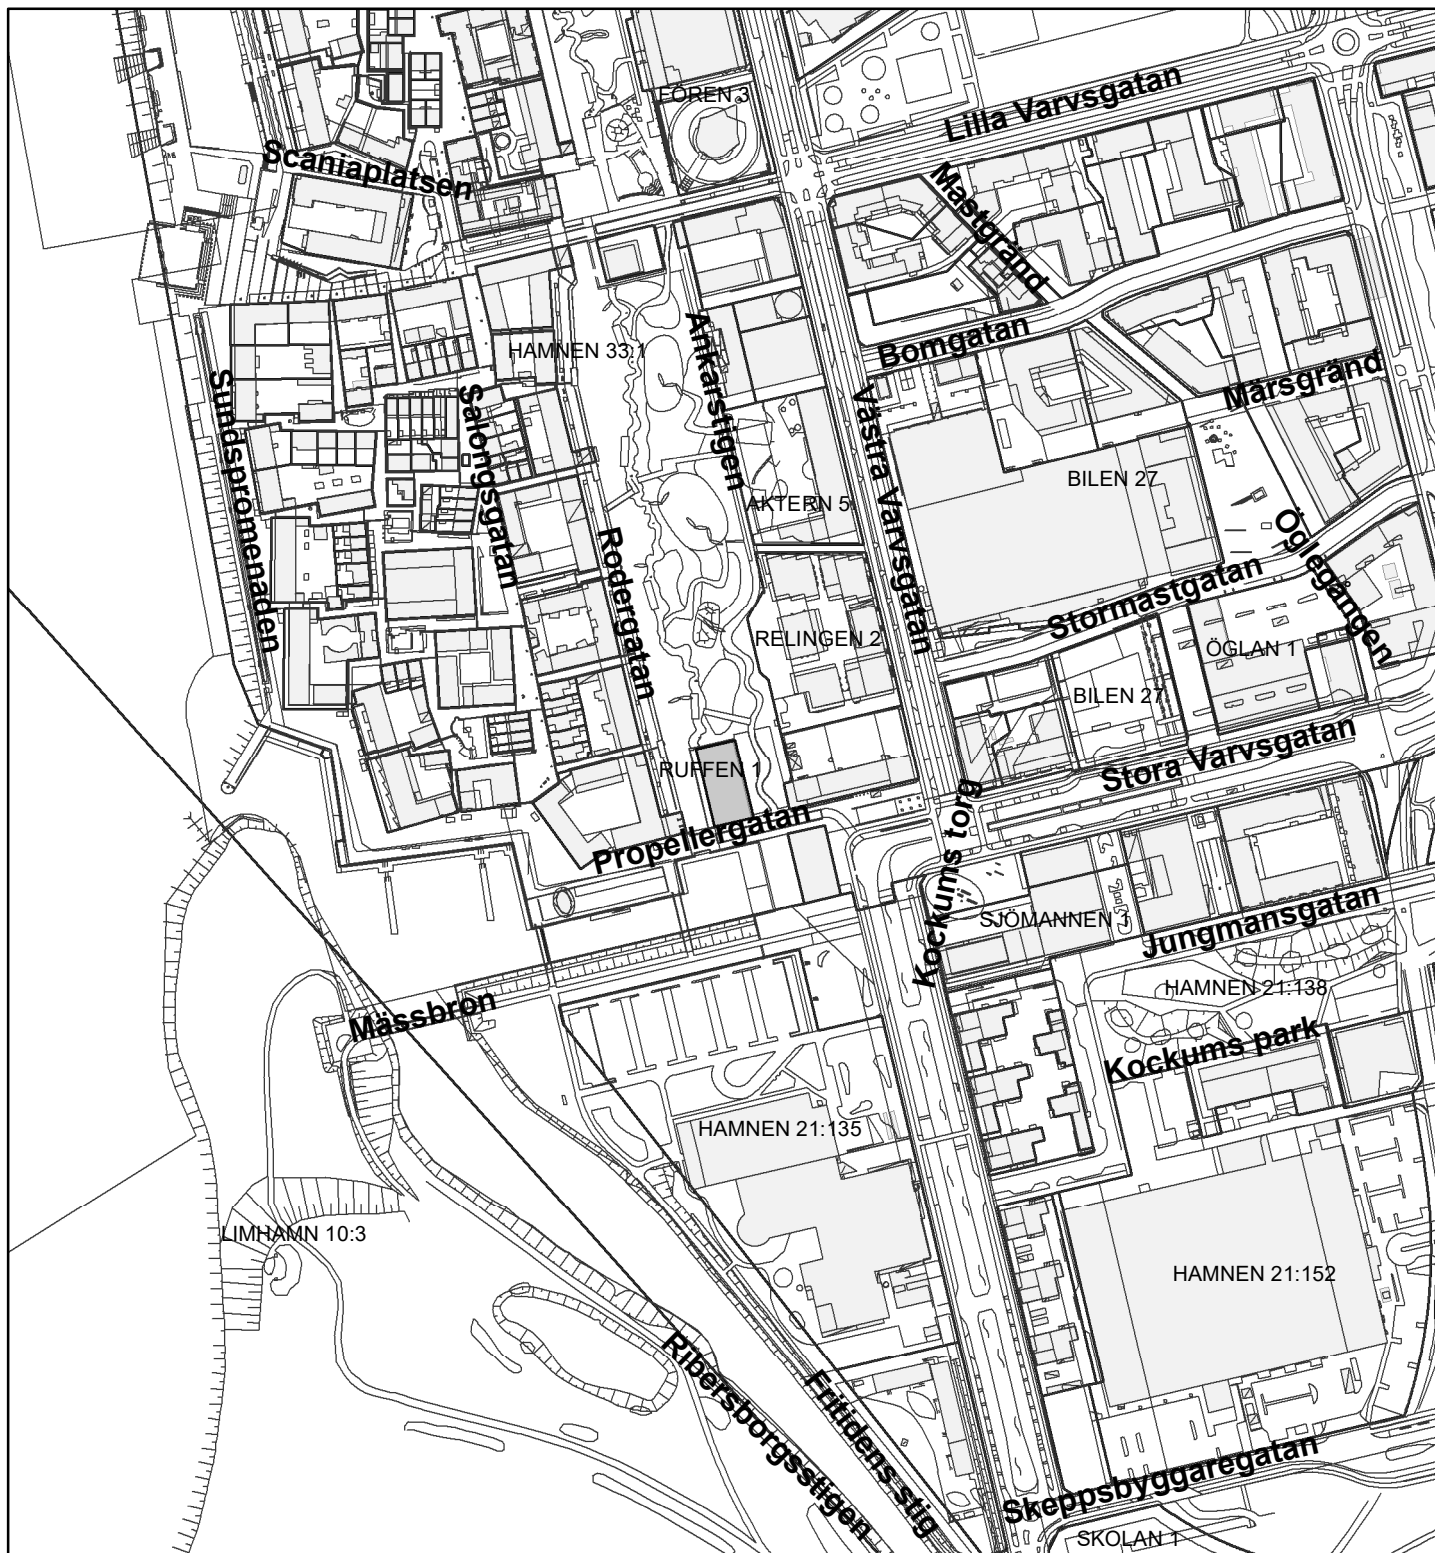 FÖREN 3
Lilla Varvsgatan
Scaniaplatsen
Mastgränd
Bomgatan
HAMNEN 33:1
Ankarstigen
Märsgränd
Sundspromenaden
Salongsgatan
Västra Varvsgatan
BILEN 27
AKTERN 5
Rodergatan
Öglegången
Stormastgatan
RELINGEN 2
ÖGLAN 1
BILEN 27
RUFFEN 1
Stora Varvsgatan
Propellergatan
Kockums torg
SJÖMANNEN 1
Jungmansgatan
HAMNEN 21:138
Mässbron
Kockums park
HAMNEN 21:135
LIMHAMN 10:3
HAMNEN 21:152
Ribersborgsstigen
Fritidens stig
Skeppsbyggaregatan
SKOLAN 1